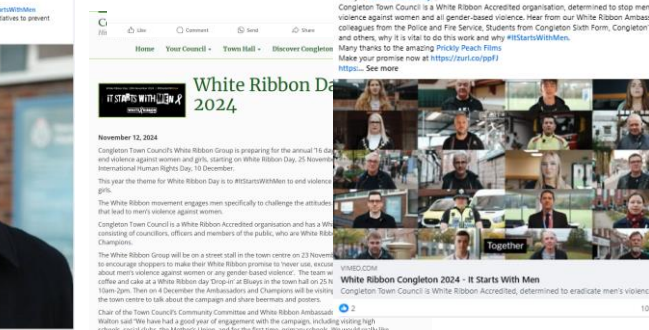 rtsWithMen
tiatives to prevent
Like
Comment
Send
Share
Home Your Council Town Hall Discover Congleton
IT STARTS WITH MEN
White Ribbon Da
2024
November 12, 2024
Congleton Town Council's White Ribbon Group is preparing for the annual '16 da
end violence against women and girls, starting on White Ribbon Day, 25 Novembe
International Human Rights Day, 10 December.
This year the theme for White Ribbon Day is to #ItStartsWithMen to end violence
girls.
The White Ribbon movement engages men specifically to challenge the attitudes
that lead to men's violence against women.
Congleton Town Council is a White Ribbon Accredited organisation and has a Wh
consisting of councillors, officers and members of the public, who are White Ribb
Champions.
The White Ribbon Group will be on a street stall in the town centre on 23 Novemb
to encourage shoppers to make their White Ribbon Promise to 'never use, excuse
about men's violence against women or any gender-based violence'. The team wi
coffee and cake at a White Ribbon day 'Drop-in' at Blueys in the town hall on 25 N
10am-2pm. Then on 4 December the Ambassadors and Champions will be visiting
the town centre to talk about the campaign and share beermats and posters.
Chair of the Town Council's Community Committee and White Ribbon Ambassad
Walton said "We have had a good year of engagement with the campaign, including visiting high
Congleton Town Council is a White Ribbon Accredited organisation, determined to stop men
violence against women and all gender-based violence. Hear from our White Ribbon Ambas
colleagues from the Police and Fire Service, Students from Congleton Sixth Form, Congleton'
and others, why it is vital to do this work and why #ItStartsWithMen.
Many thanks to the amazing Prickly Peach Films
Make your promise now at https://zurl.co/ppFJ
https:... See more
Together
VIMEO.COM
White Ribbon Congleton 2024 - It Starts With Men
Congleton Town Council is White Ribbon Accredited, determined to eradicate men's violenc
2
10